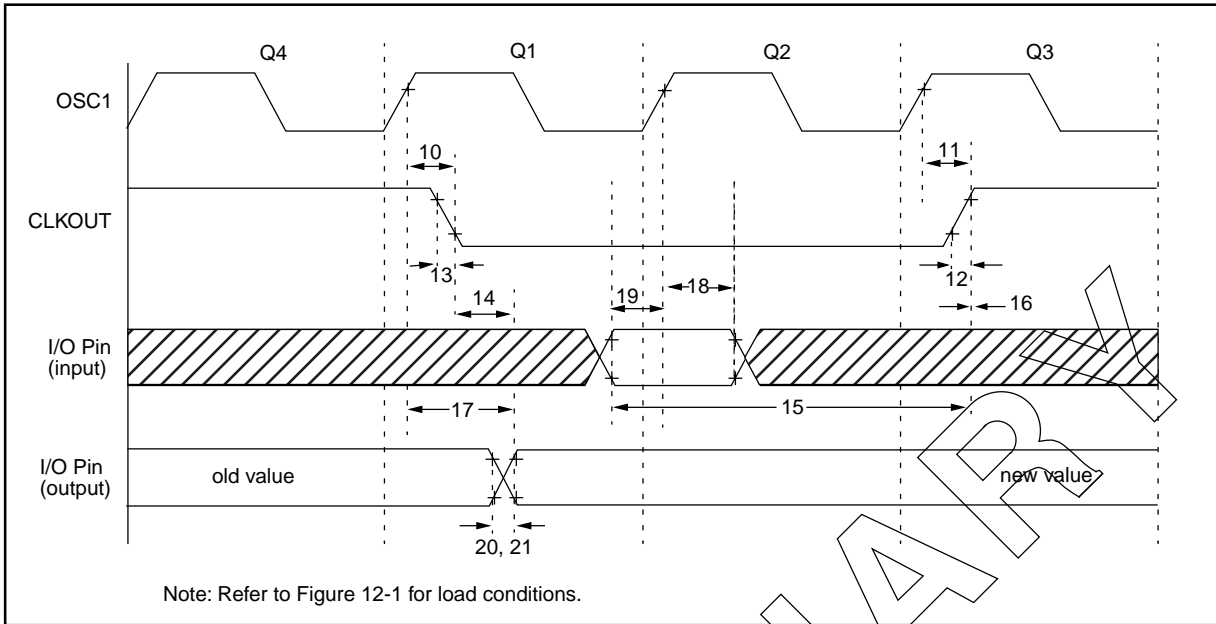 Q4 Q1 Q2 Q3
OSC1
10 11
CLKOUT
13 12
14 19 18 16
I/O Pin
(input)
17 15
I/O Pin
(output)
old value new value
20, 21
Note: Refer to Figure 12-1 for load conditions.
ARY